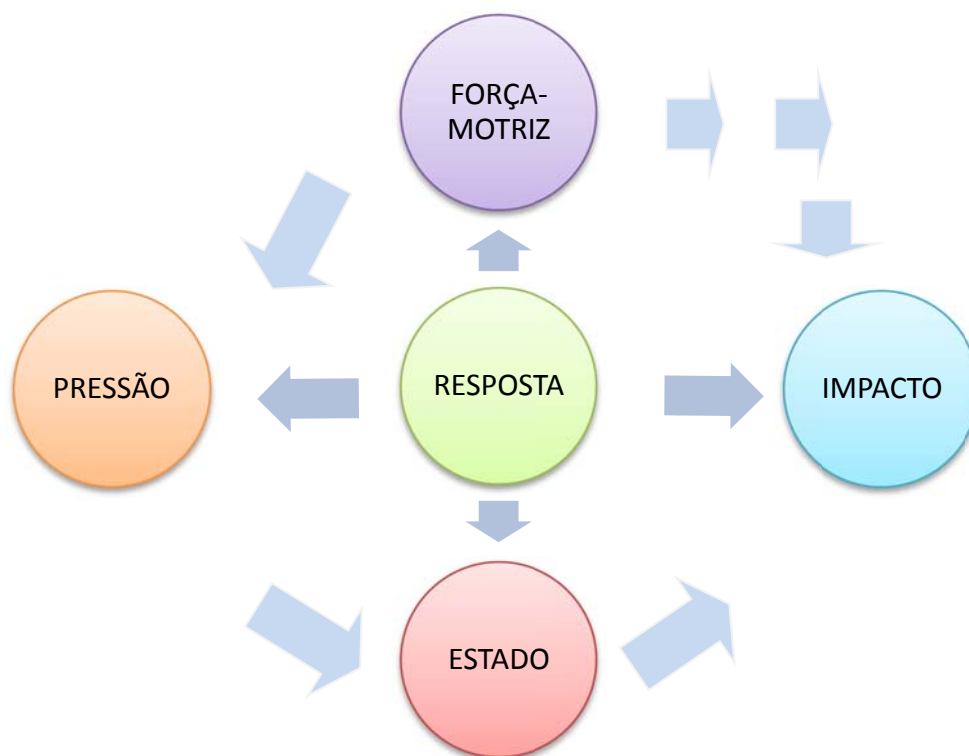 FORÇA-
MOTRIZ
PRESSÃO
RESPOSTA
IMPACTO
ESTADO